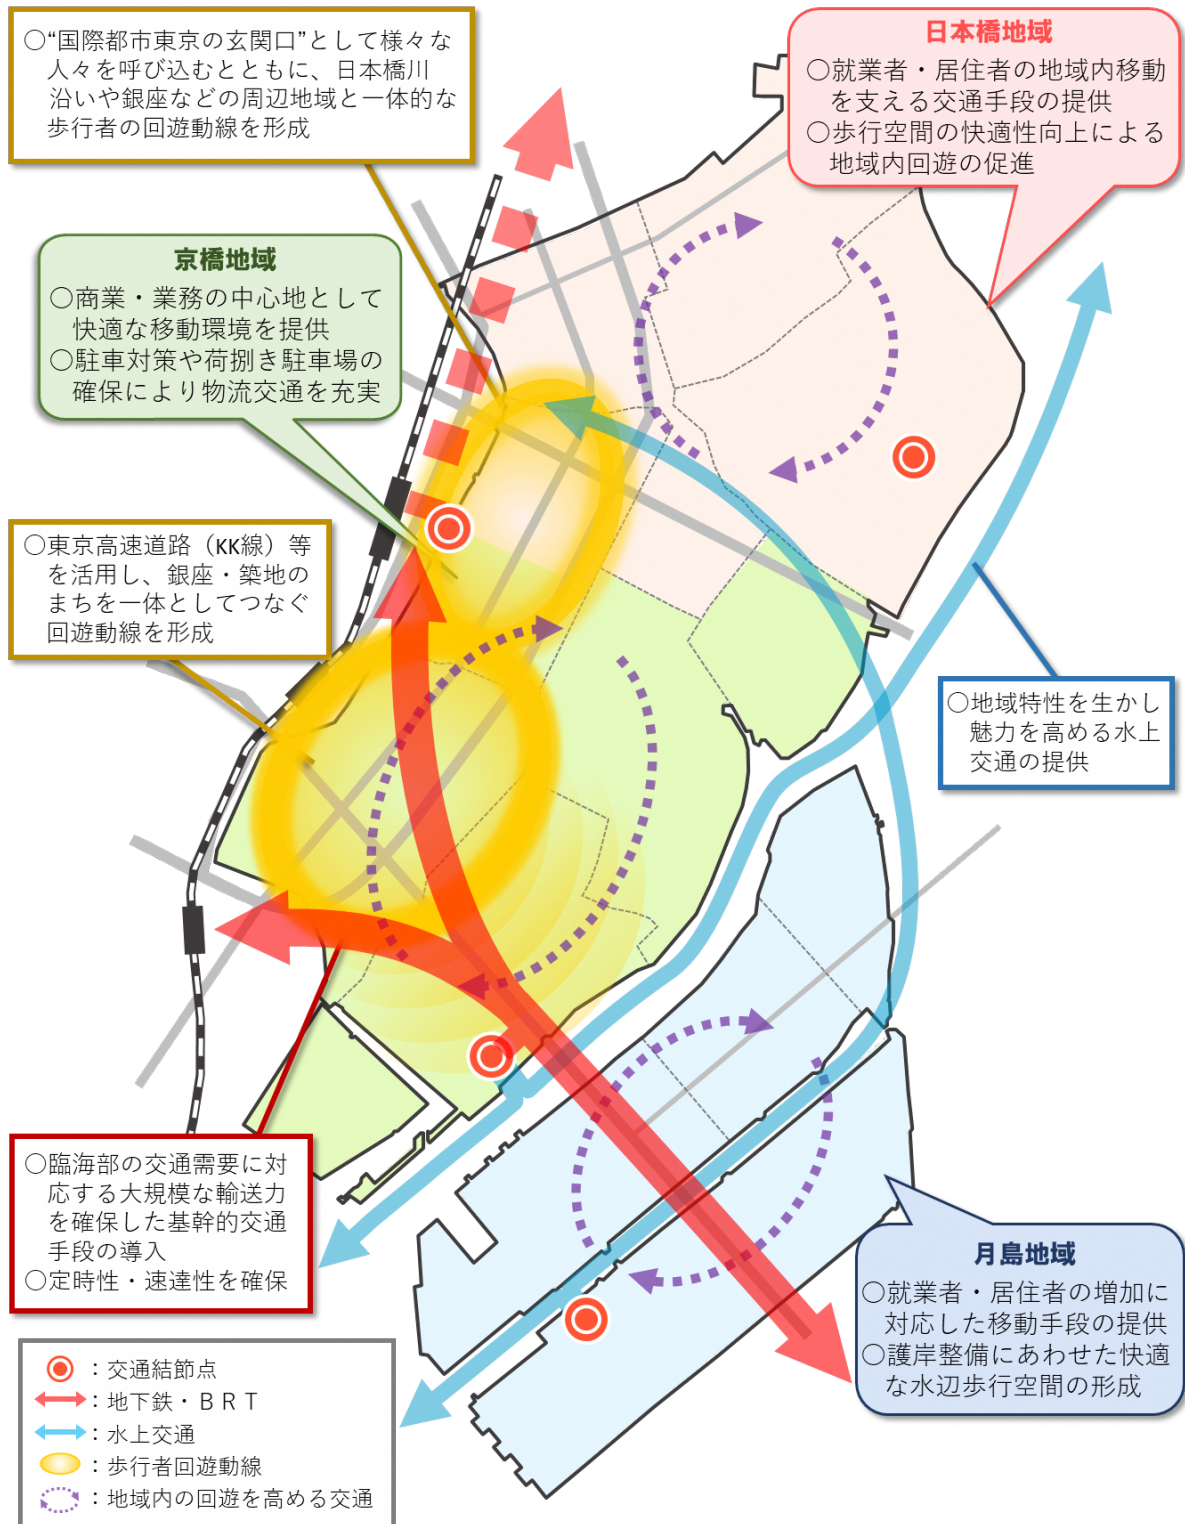 ○“国際都市東京の玄関口”として様々な
人々を呼び込むとともに、日本橋川
沿いや銀座などの周辺地域と一体的な
歩行者の回遊動線を形成
日本橋地域
○就業者・居住者の地域内移動
を支える交通手段の提供
○歩行空間の快適性向上による
地域内回遊の促進
京橋地域
○商業・業務の中心地として
快適な移動環境を提供
○駐車対策や荷捌き駐車場の
確保により物流交通を充実
○東京高速道路（KK線）等
を活用し、銀座・築地の
まちを一体としてつなぐ
回遊動線を形成
○地域特性を生かし
魅力を高める水上
交通の提供
○臨海部の交通需要に対
応する大規模な輸送力
を確保した基幹的交通
手段の導入
○定時性・速達性を確保
月島地域
○就業者・居住者の増加に
対応した移動手段の提供
○護岸整備にあわせた快適
な水辺歩行空間の形成
：交通結節点
：地下鉄・ＢＲＴ
：水上交通
：歩行者回遊動線
：地域内の回遊を高める交通